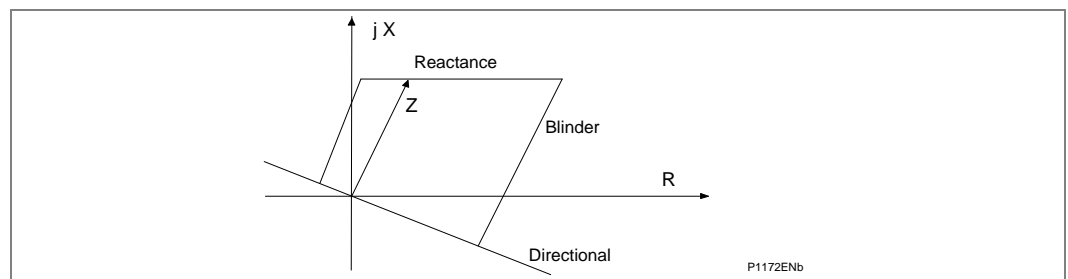 j X
Reactance
Z
Blinder
R
Directional
P1172ENb